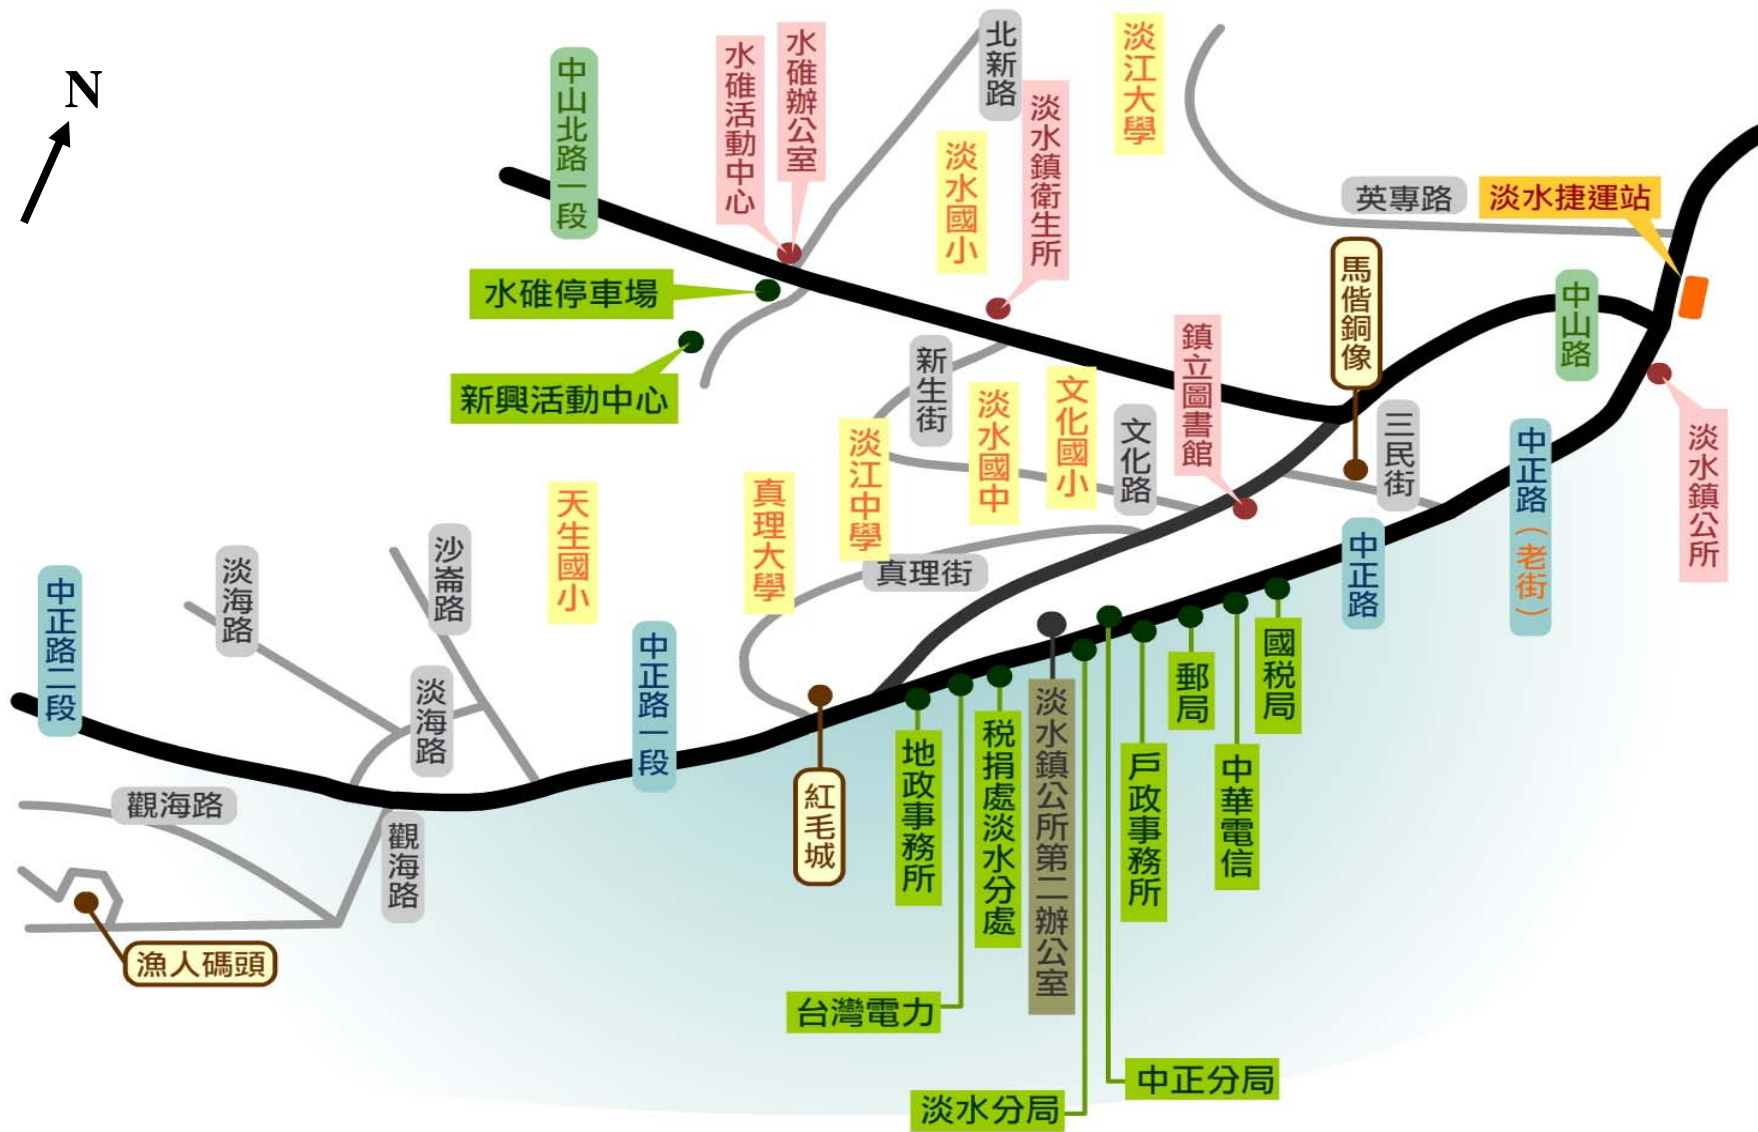 N
中山北路一段
水碓活動中心
水碓辦公室
北新路
淡水國小
淡水鎮衛生所
淡江大學
英專路
淡水捷運站
馬偕銅像
中山路
水碓停車場
新興活動中心
新生街
淡江中學
淡水國中
文化國小
文化路
鎮立圖書館
三民街
中正路(老街)
淡水鎮公所
天生國小
真理大學
真理街
中正路
中正路二段
淡海路
沙崙路
淡海路
中正路一段
觀海路
觀海路
漁人碼頭
紅毛城
地政事務所
台灣電力
稅捐處淡水分處
淡水鎮公所第二辦公室
淡水分局
中正分局
戶政事務所
郵局
中華電信
國稅局